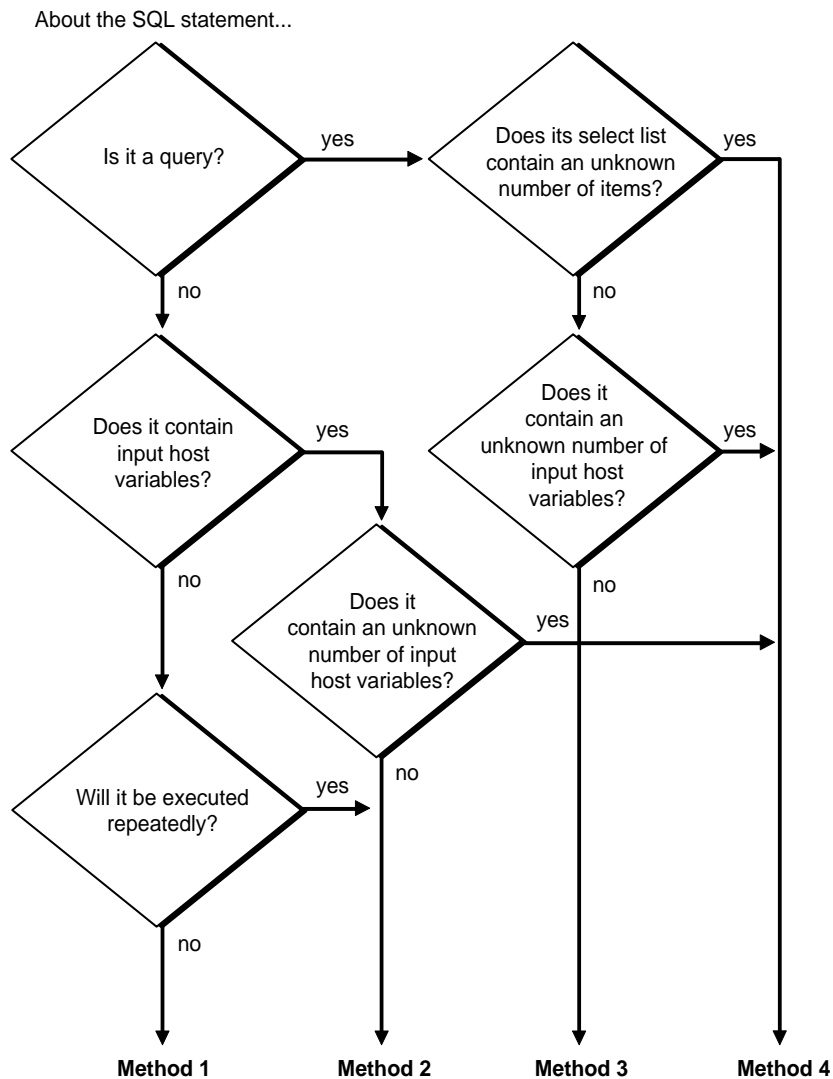 About the SQL statement...
Is it a query?
yes
Does its select list
contain an unknown
number of items?
yes
no
no
Does it contain
input host
variables?
yes
Does it
contain an
unknown number of
input host
variables?
yes
no
no
Does it
contain an unknown
number of input
host variables?
yes
no
Will it be executed
repeatedly?
yes
no
Method 1
Method 2
Method 3
Method 4